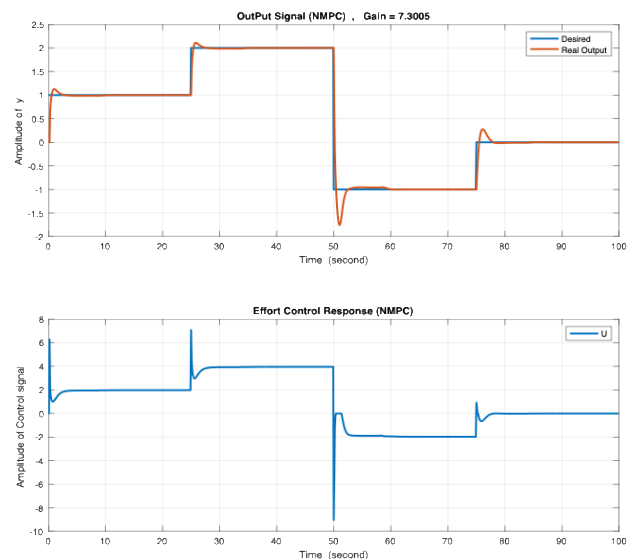 OutPut Signal (NMPC) , Gain = 7.3005
2.5
2
1.5
1
0.5
0
-0.5
-1
-1.5
-2
Amplitude of y
Desired
Real Output
0 10 20 30 40 50 60 70 80 90 100
Time (second)
Effort Control Response (NMPC)
8
6
4
2
0
-2
-4
-6
-8
-10
Amplitude of Control signal
U
0 10 20 30 40 50 60 70 80 90 100
Time (second)